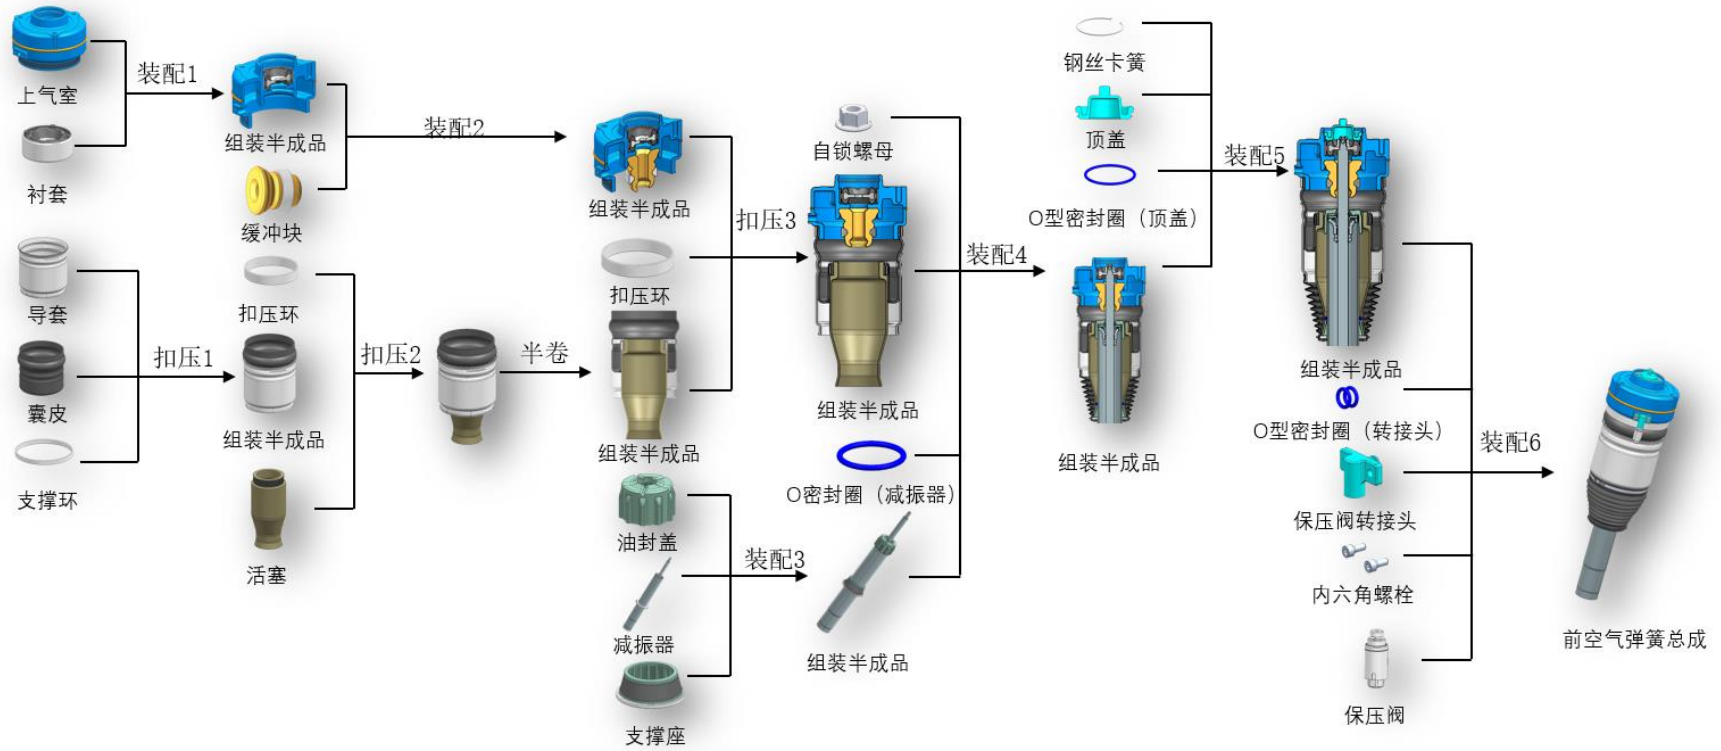 上气室
装配1
衬套
组装半成品
缓冲块
装配2
组装半成品
导套
囊皮
支撑环
扣压1
扣压环
组装半成品
活塞
扣压2
半卷
扣压环
组装半成品
扣压3
油封盖
减振器
支撑座
装配3
自锁螺母
组装半成品
O密封圈（减振器）
组装半成品
装配4
钢丝卡簧
顶盖
O型密封圈（顶盖）
组装半成品
装配5
组装半成品
O型密封圈（转接头）
保压阀转接头
内六角螺栓
保压阀
装配6
前空气弹簧总成